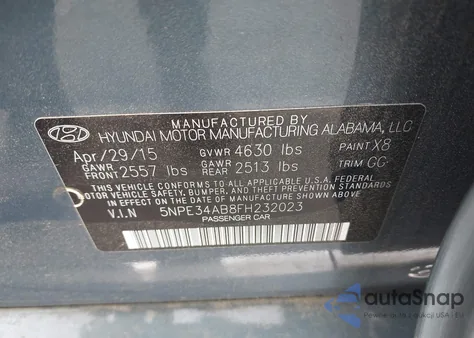 MANUFACTURED BY
HYUNDAI MOTOR MANUFACTURING ALABAMA, LLC
Apr/29/15 GVWR 4630 lbs PAINT X8
GAWR FRONT 2557 lbs GAWR REAR 2513 lbs TRIM GG
THIS VEHICLE CONFORMS TO ALL APPLICABLE U.S.A. FEDERAL
MOTOR VEHICLE SAFETY, BUMPER, AND THEFT PREVENTION STANDARDS
IN EFFECT ON THE DATE OF MANUFACTURE SHOWN ABOVE.
V.I.N 5NPE34AB8FH232023
PASSENGER CAR
autoSnap